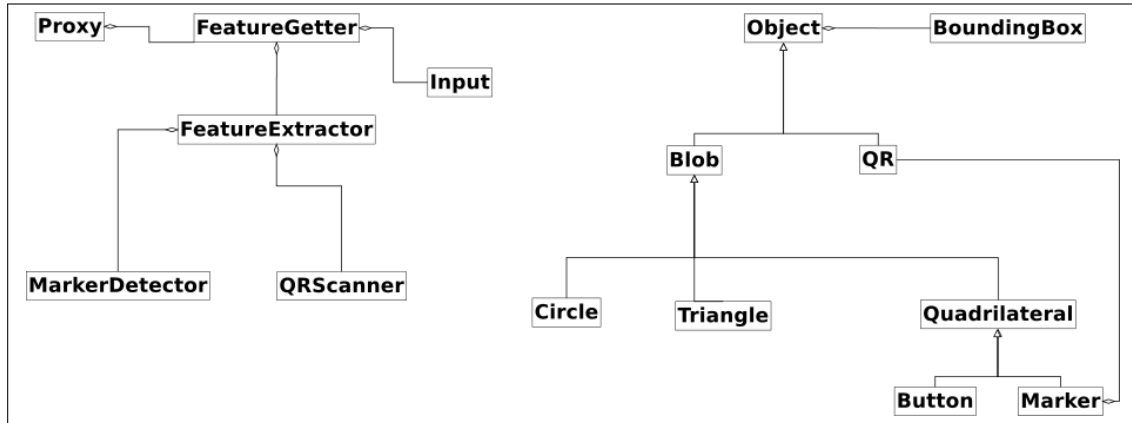 Proxy
FeatureGetter
Input
FeatureExtractor
MarkerDetector
QRScanner
Object
BoundingBox
Blob
QR
Circle
Triangle
Quadrilateral
Button
Marker